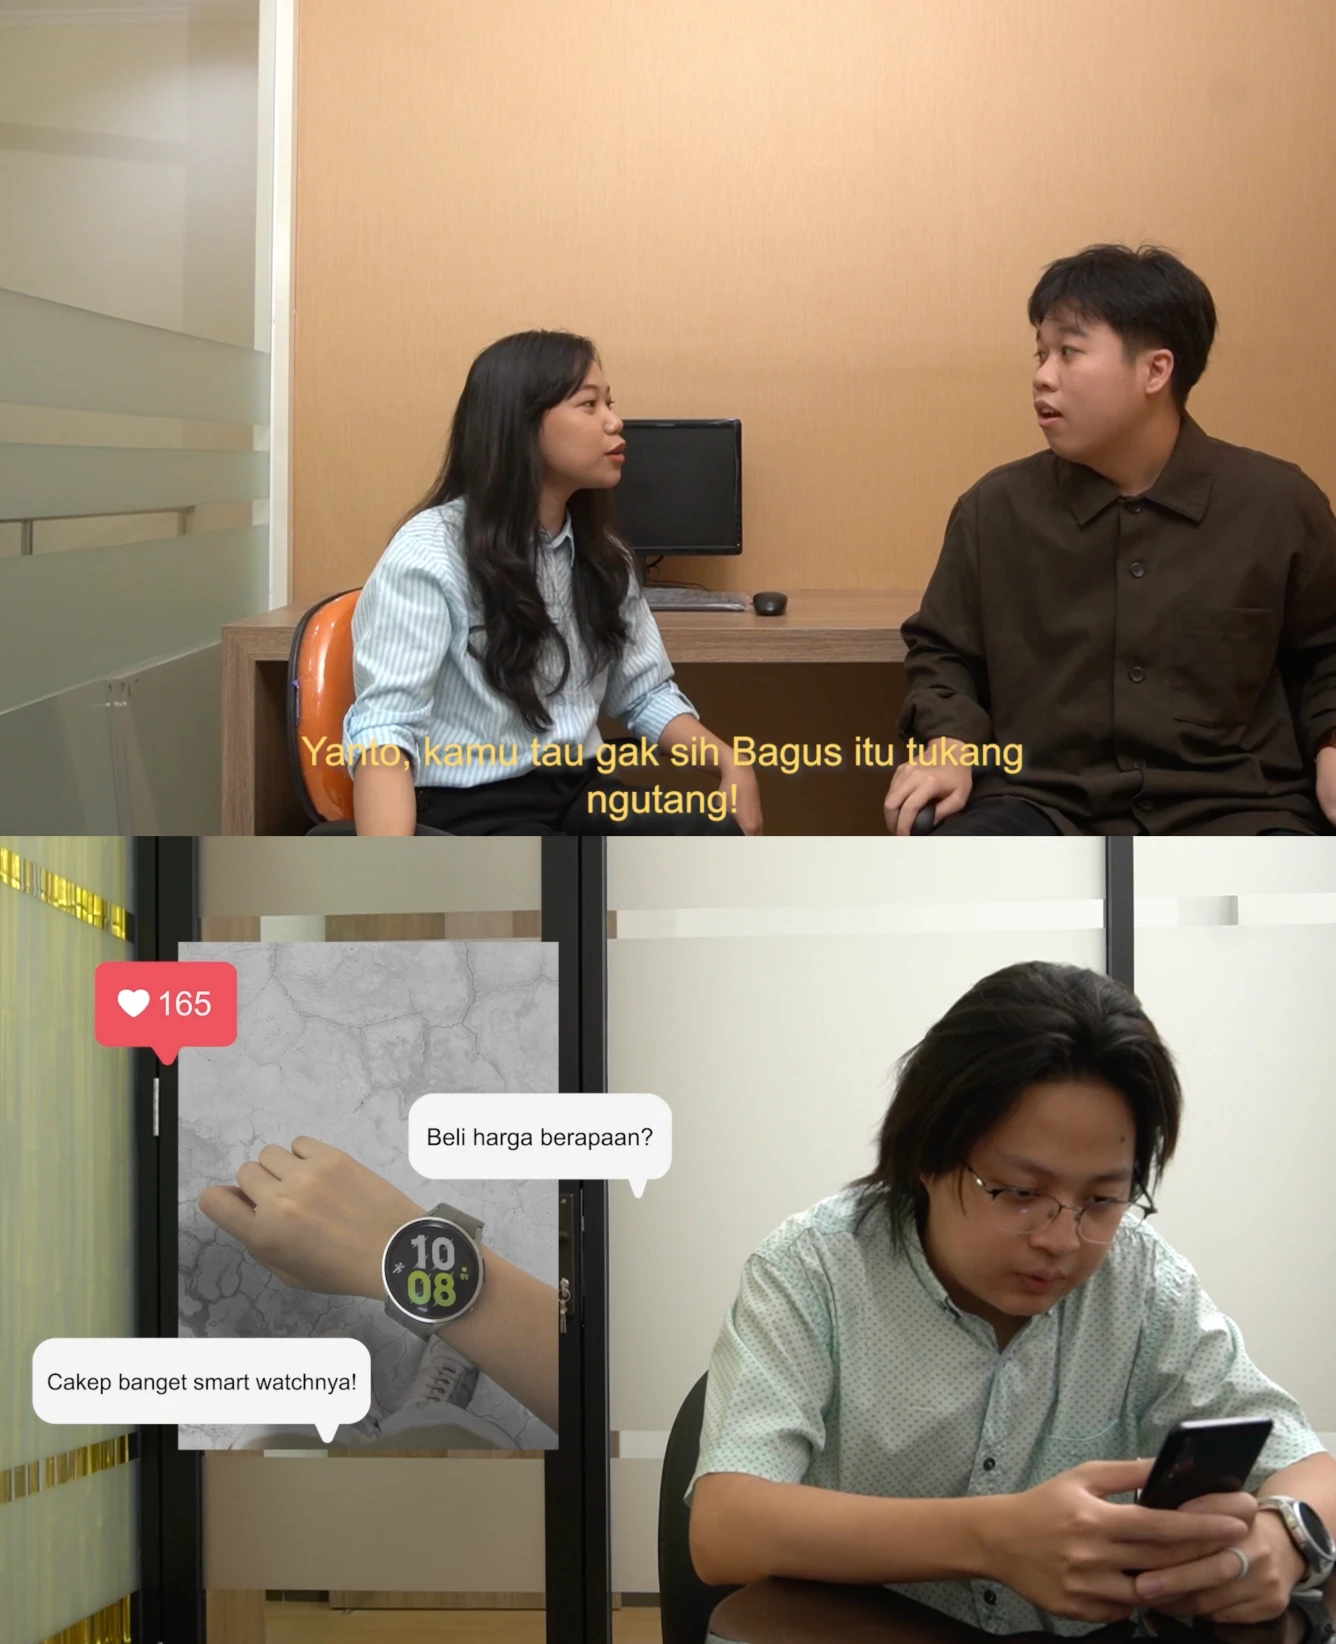 Yanto, kamu tau gak sih Bagus itu tukang
ngutang!
165
Beli harga berapaan?
10
08
99
Cakep banget smart watchnya!